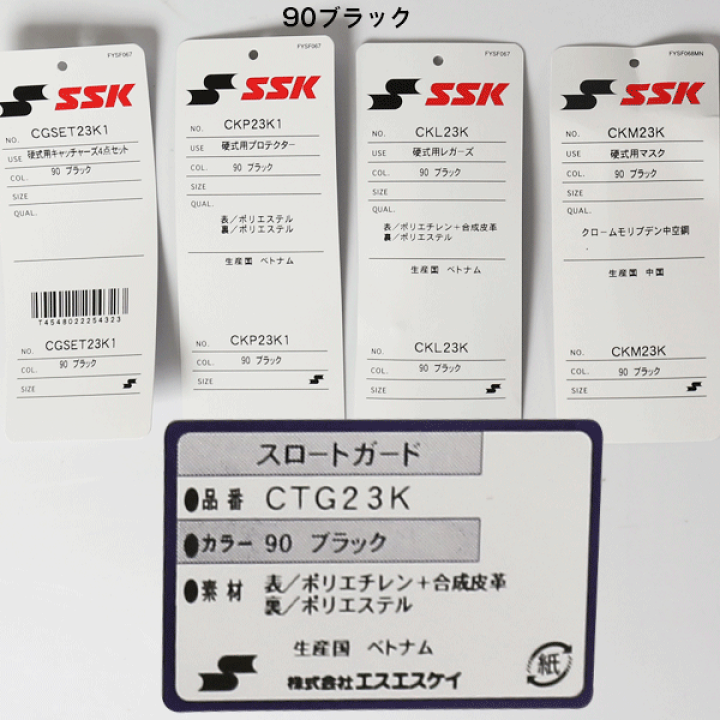 90ブラック
FYSF067
SSK
NO. CGSET23K1
USE 硬式用キャッチャーズ4点セット
COL. 90 ブラック
SIZE
QUAL.
T4548022254323
NO. CGSET23K1
COL. 90 ブラック
SIZE
FYSF067
SSK
NO. CKP23K1
USE 硬式用プロテクター
COL. 90 ブラック
SIZE
QUAL.
表/ポリエステル
裏/ポリエステル
生産国 ベトナム
NO. CKP23K1
COL. 90 ブラック
SIZE
FYSF067
SSK
NO. CKL23K
USE 硬式用レガーズ
COL. 90 ブラック
SIZE
QUAL.
表/ポリエチレン+合成皮革
裏/ポリエステル
生産国 ベトナム
NO. CKL23K
COL. 90 ブラック
SIZE
FYSF068MN
SSK
NO. CKM23K
USE 硬式用マスク
COL. 90 ブラック
SIZE
QUAL.
クロームモリブデン中空鋼
生産国 中国
NO. CKM23K
COL. 90 ブラック
SIZE
スロートガード
●品番 CTG23K
●カラー 90 ブラック
●素材 表/ポリエチレン+合成皮革
裏/ポリエステル
生産国 ベトナム
株式会社エスエスケイ
紙